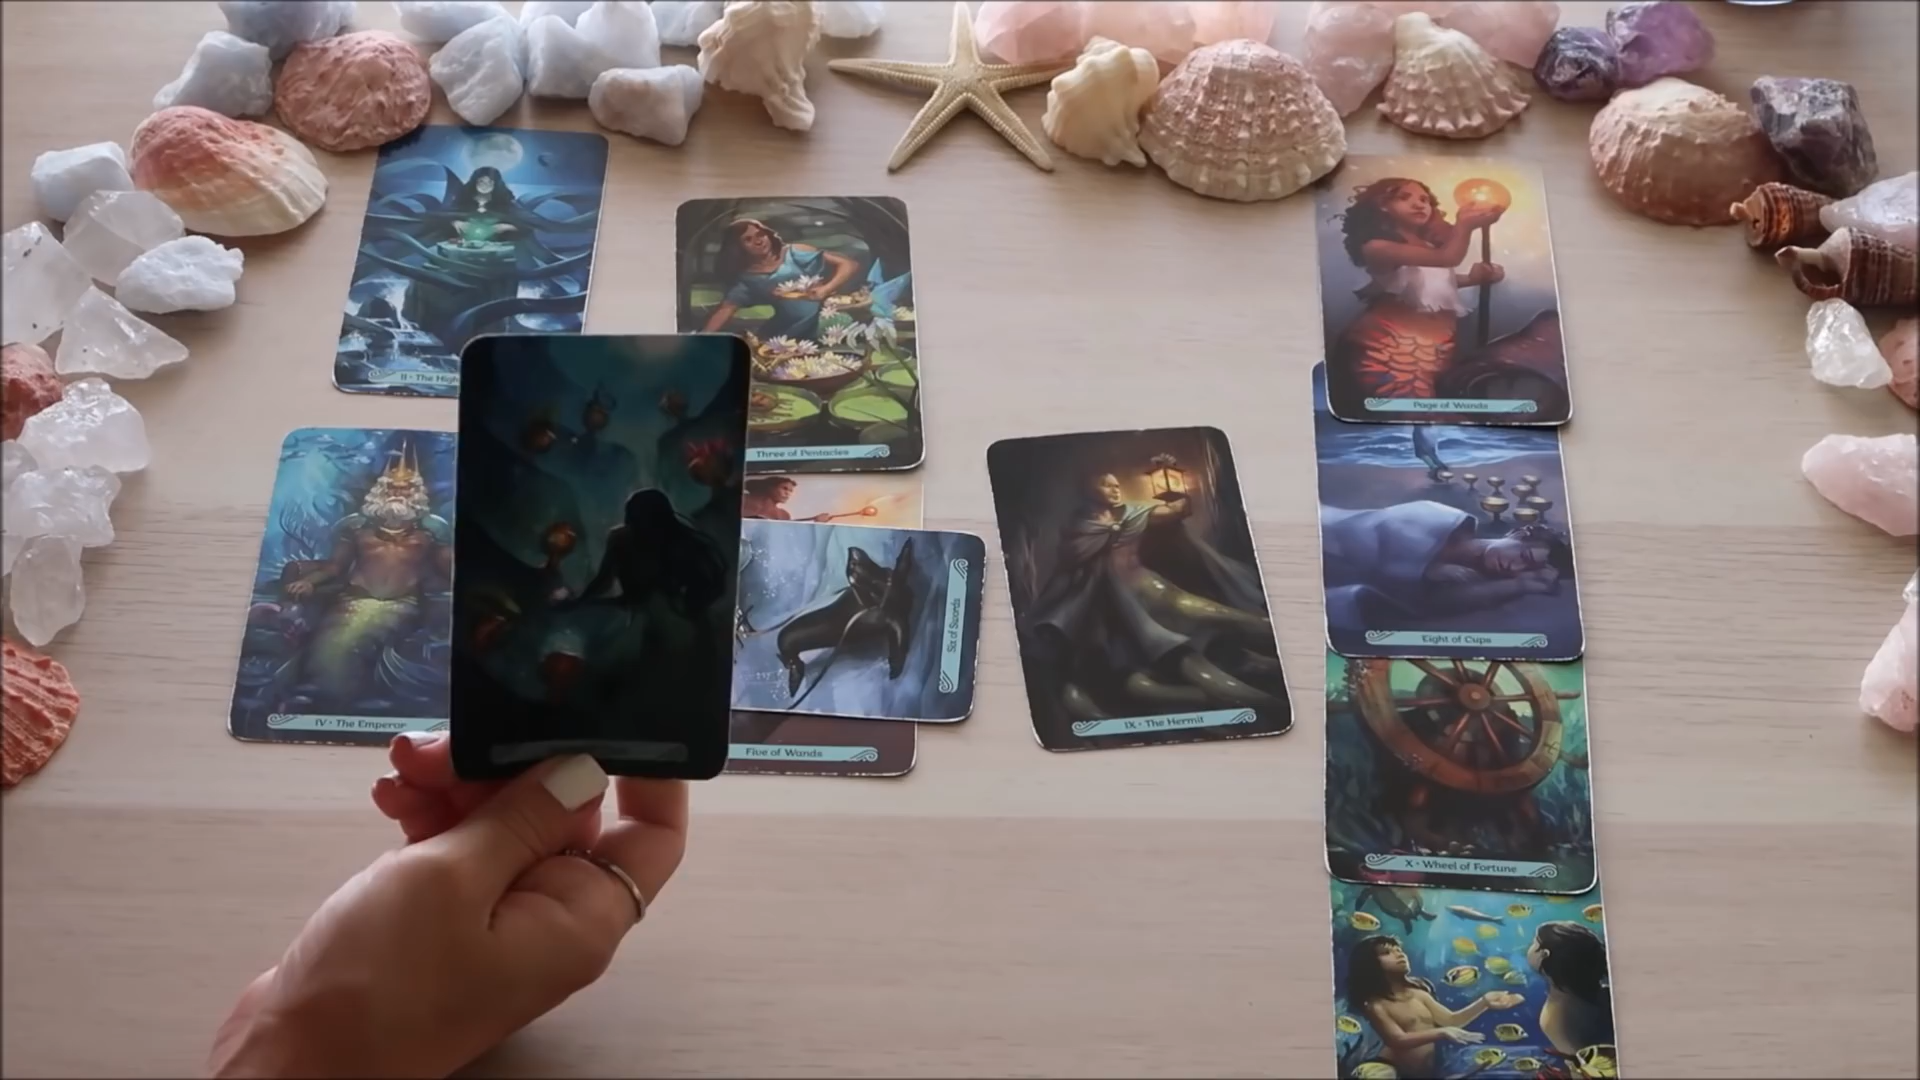 II • The High
Three of Pentacles
Page of Wands
Six of Swords
Eight of Cups
IV • The Emperor
IX • The Hermit
Five of Wands
X • Wheel of Fortune